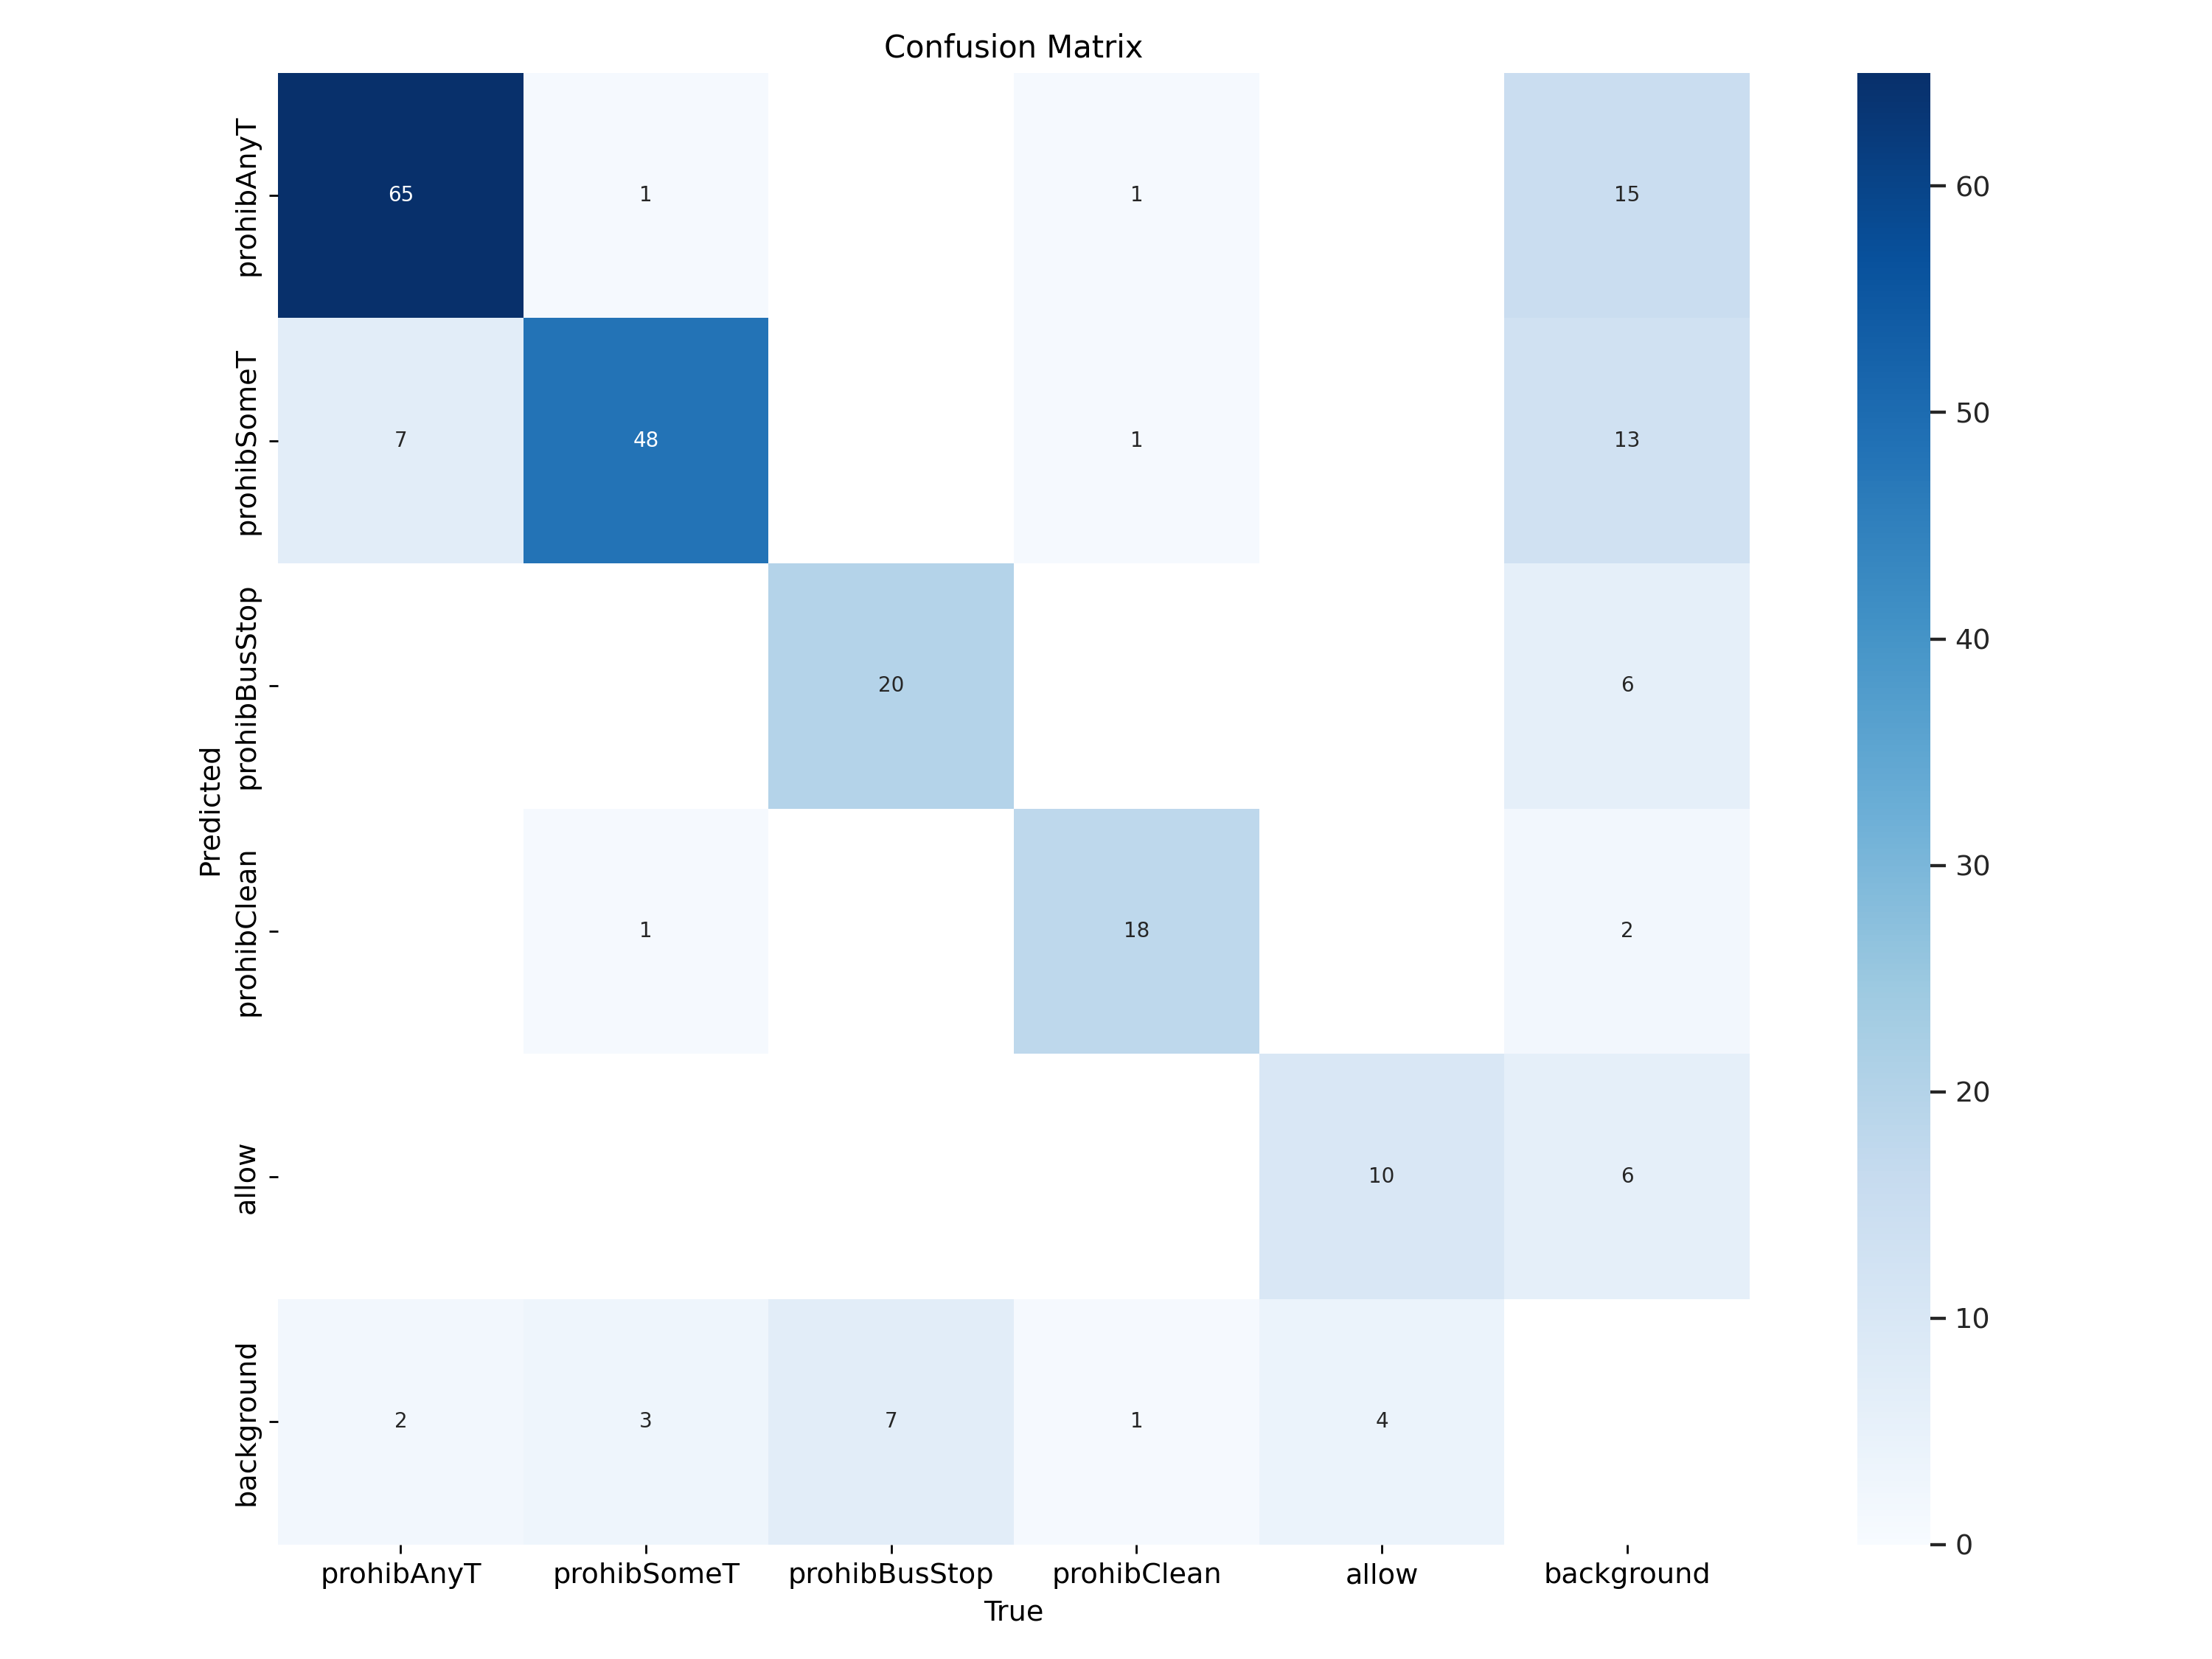 Confusion Matrix
prohibAnyT
65
1
1
15
60
prohibSomeT
7
48
1
13
50
40
prohibBusStop
20
6
Predicted
30
prohibClean
1
18
2
20
allow
10
6
10
background
2
3
7
1
4
0
prohibAnyT prohibSomeT prohibBusStop prohibClean allow background
True